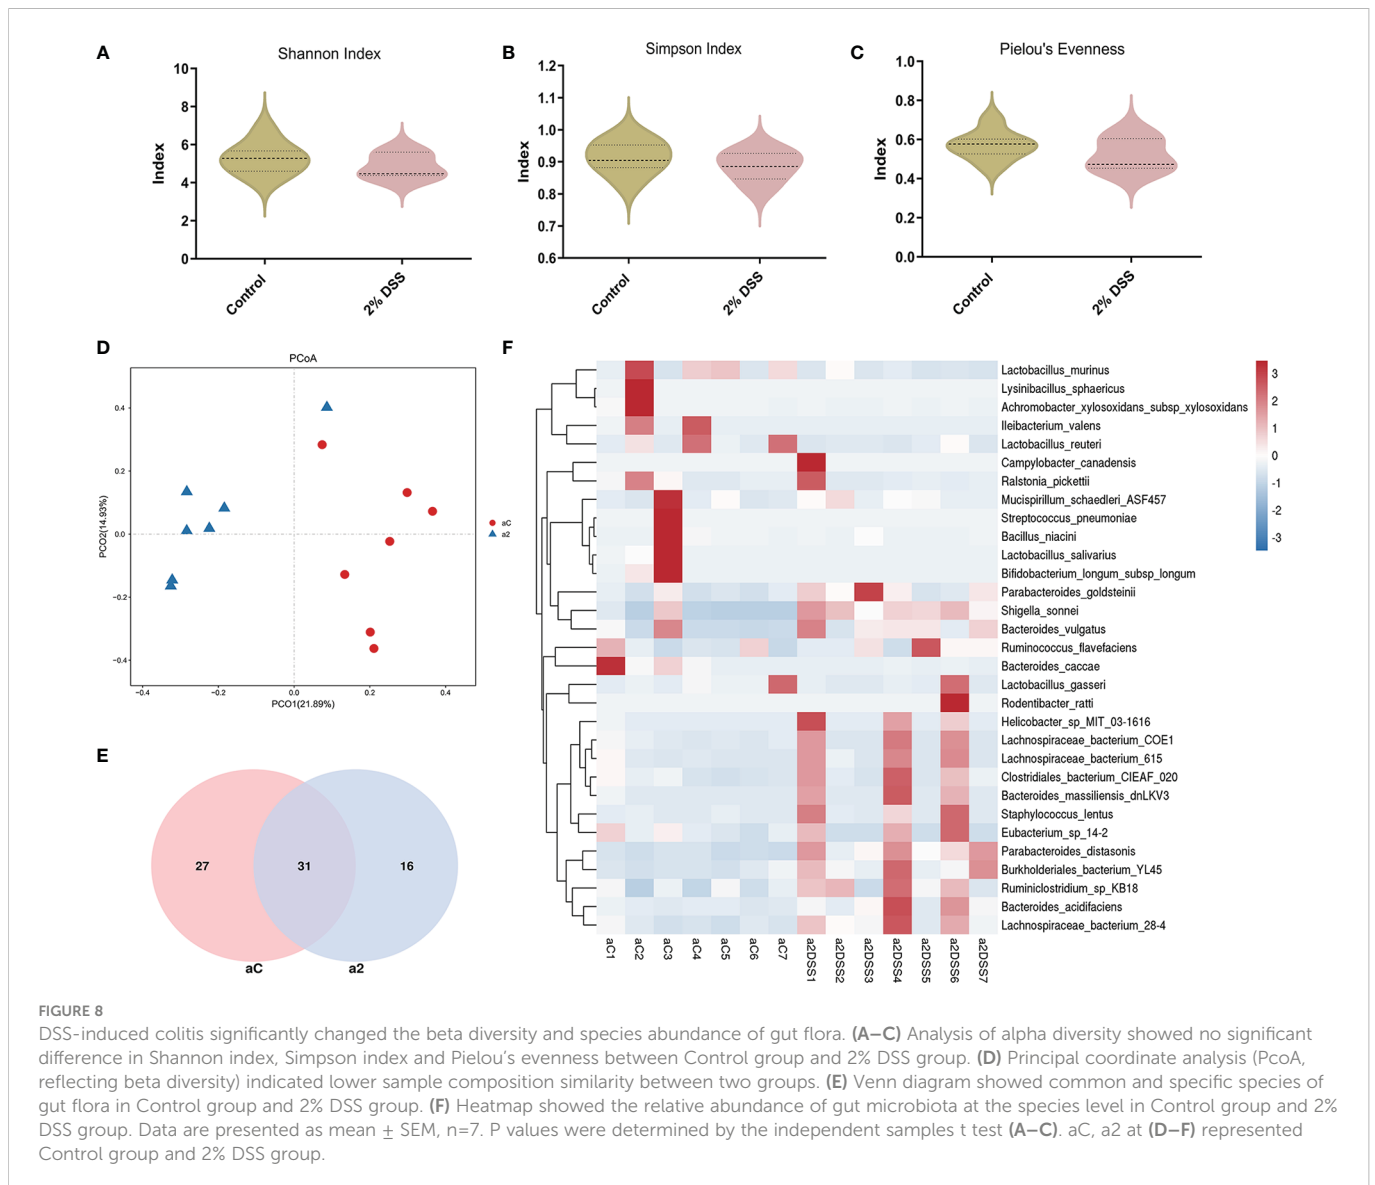 A
Shannon Index
Index
10
8
6
4
2
0
Control
2% DSS
B
Simpson Index
Index
1.2
1.1
1.0
0.9
0.8
0.7
0.6
Control
2% DSS
C
Pielou's Evenness
Index
1.0
0.8
0.6
0.4
0.2
0.0
Control
2% DSS
D
PCoA
PCO2(14.93%)
0.4
0.2
0.0
−0.2
−0.4
−0.4
−0.2
0.0
0.2
0.4
PCO1(21.89%)
aC
a2
E
27
31
16
aC
a2
F
Lactobacillus_murinus
Lysinibacillus_sphaericus
Achromobacter_xylosoxidans_subsp_xylosoxidans
Ileibacterium_valens
Lactobacillus_reuteri
Campylobacter_canadensis
Ralstonia_pickettii
Mucispirillum_schaedleri_ASF457
Streptococcus_pneumoniae
Bacillus_niacini
Lactobacillus_salivarius
Bifidobacterium_longum_subsp_longum
Parabacteroides_goldsteinii
Shigella_sonnei
Bacteroides_vulgatus
Ruminococcus_flavefaciens
Bacteroides_caccae
Lactobacillus_gasseri
Rodentibacter_ratti
Helicobacter_sp_MIT_03-1616
Lachnospiraceae_bacterium_COE1
Lachnospiraceae_bacterium_615
Clostridiales_bacterium_CIEAF_020
Bacteroides_massiliensis_dnLKV3
Staphylococcus_lentus
Eubacterium_sp_14-2
Parabacteroides_distasonis
Burkholderiales_bacterium_YL45
Ruminiclostridium_sp_KB18
Bacteroides_acidifaciens
Lachnospiraceae_bacterium_28-4
aC1
aC2
aC3
aC4
aC5
aC6
aC7
a2DSS1
a2DSS2
a2DSS3
a2DSS4
a2DSS5
a2DSS6
a2DSS7
3
2
1
0
-1
-2
-3
FIGURE 8
DSS-induced colitis significantly changed the beta diversity and species abundance of gut flora. (A–C) Analysis of alpha diversity showed no significant
difference in Shannon index, Simpson index and Pielou's evenness between Control group and 2% DSS group. (D) Principal coordinate analysis (PcoA,
reflecting beta diversity) indicated lower sample composition similarity between two groups. (E) Venn diagram showed common and specific species of
gut flora in Control group and 2% DSS group. (F) Heatmap showed the relative abundance of gut microbiota at the species level in Control group and 2%
DSS group. Data are presented as mean ± SEM, n=7. P values were determined by the independent samples t test (A–C). aC, a2 at (D–F) represented
Control group and 2% DSS group.